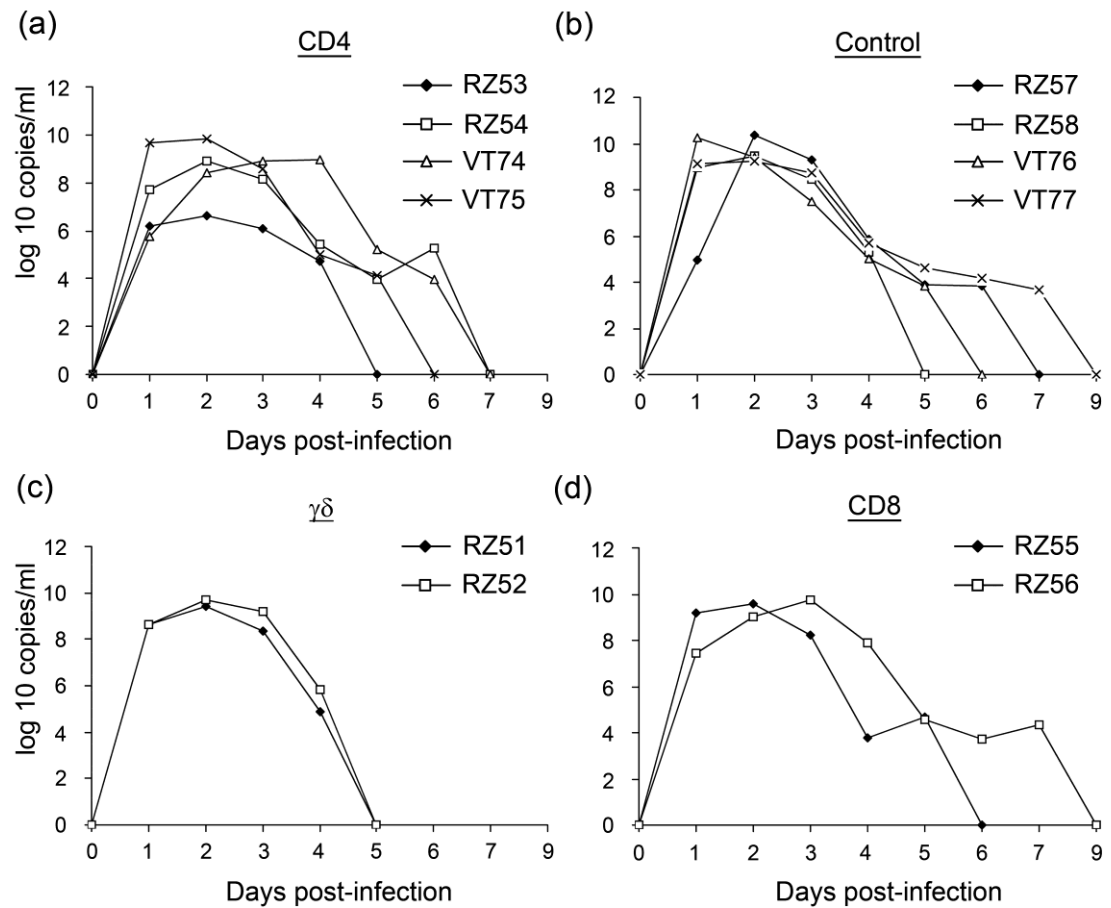 (a)
CD4
RZ53
RZ54
VT74
VT75
log 10 copies/ml
12
10
8
6
4
2
0
0 1 2 3 4 5 6 7 9
Days post-infection
(b)
Control
RZ57
RZ58
VT76
VT77
12
10
8
6
4
2
0
0 1 2 3 4 5 6 7 9
Days post-infection
(c)
γδ
RZ51
RZ52
log 10 copies/ml
12
10
8
6
4
2
0
0 1 2 3 4 5 6 7 9
Days post-infection
(d)
CD8
RZ55
RZ56
12
10
8
6
4
2
0
0 1 2 3 4 5 6 7 9
Days post-infection